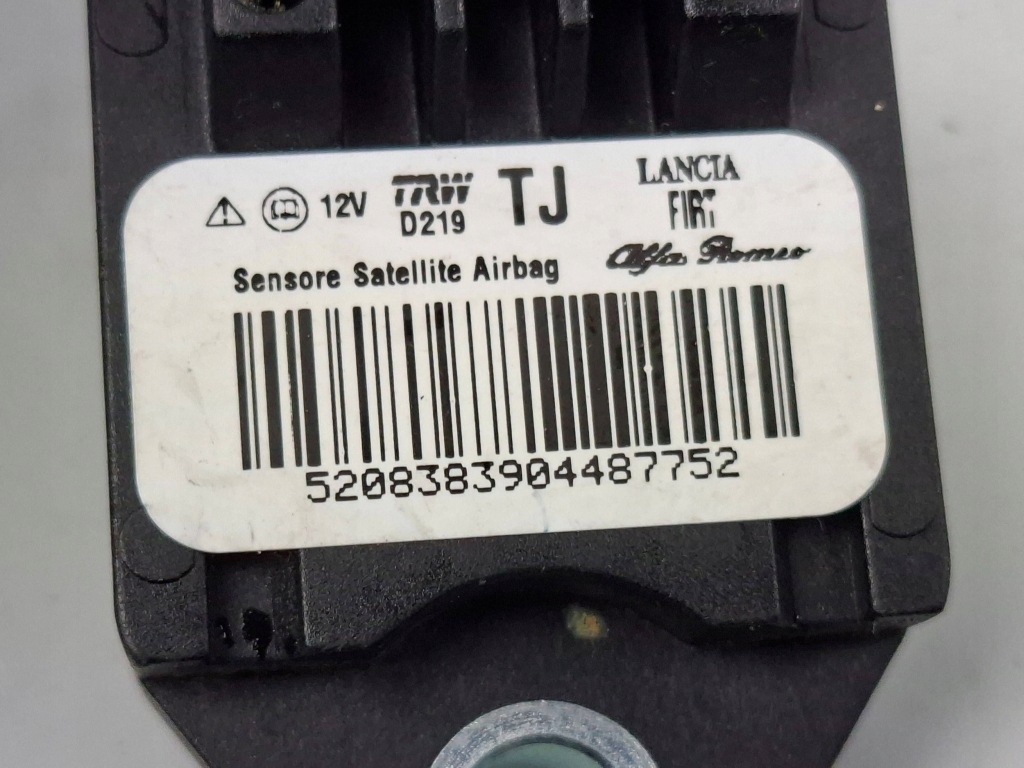 12V TRW TJ LANCIA
D219 FIAT
Sensore Satellite Airbag Alfa Romeo
5208383904487752